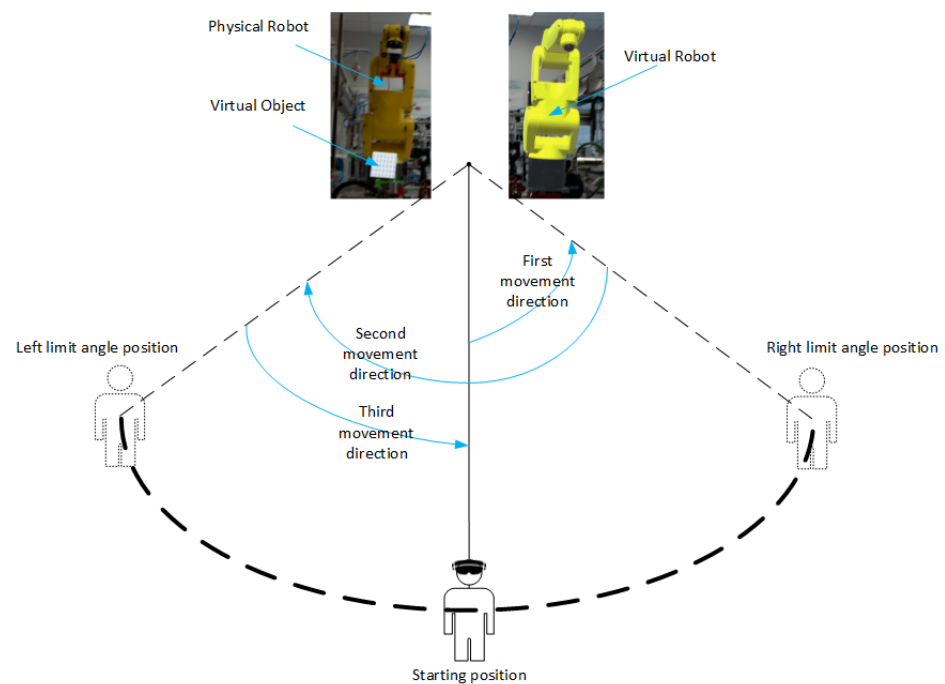 Physical Robot
Virtual Object
Virtual Robot
First
movement
direction
Second
movement
direction
Third
movement
direction
Left limit angle position
Right limit angle position
Starting position